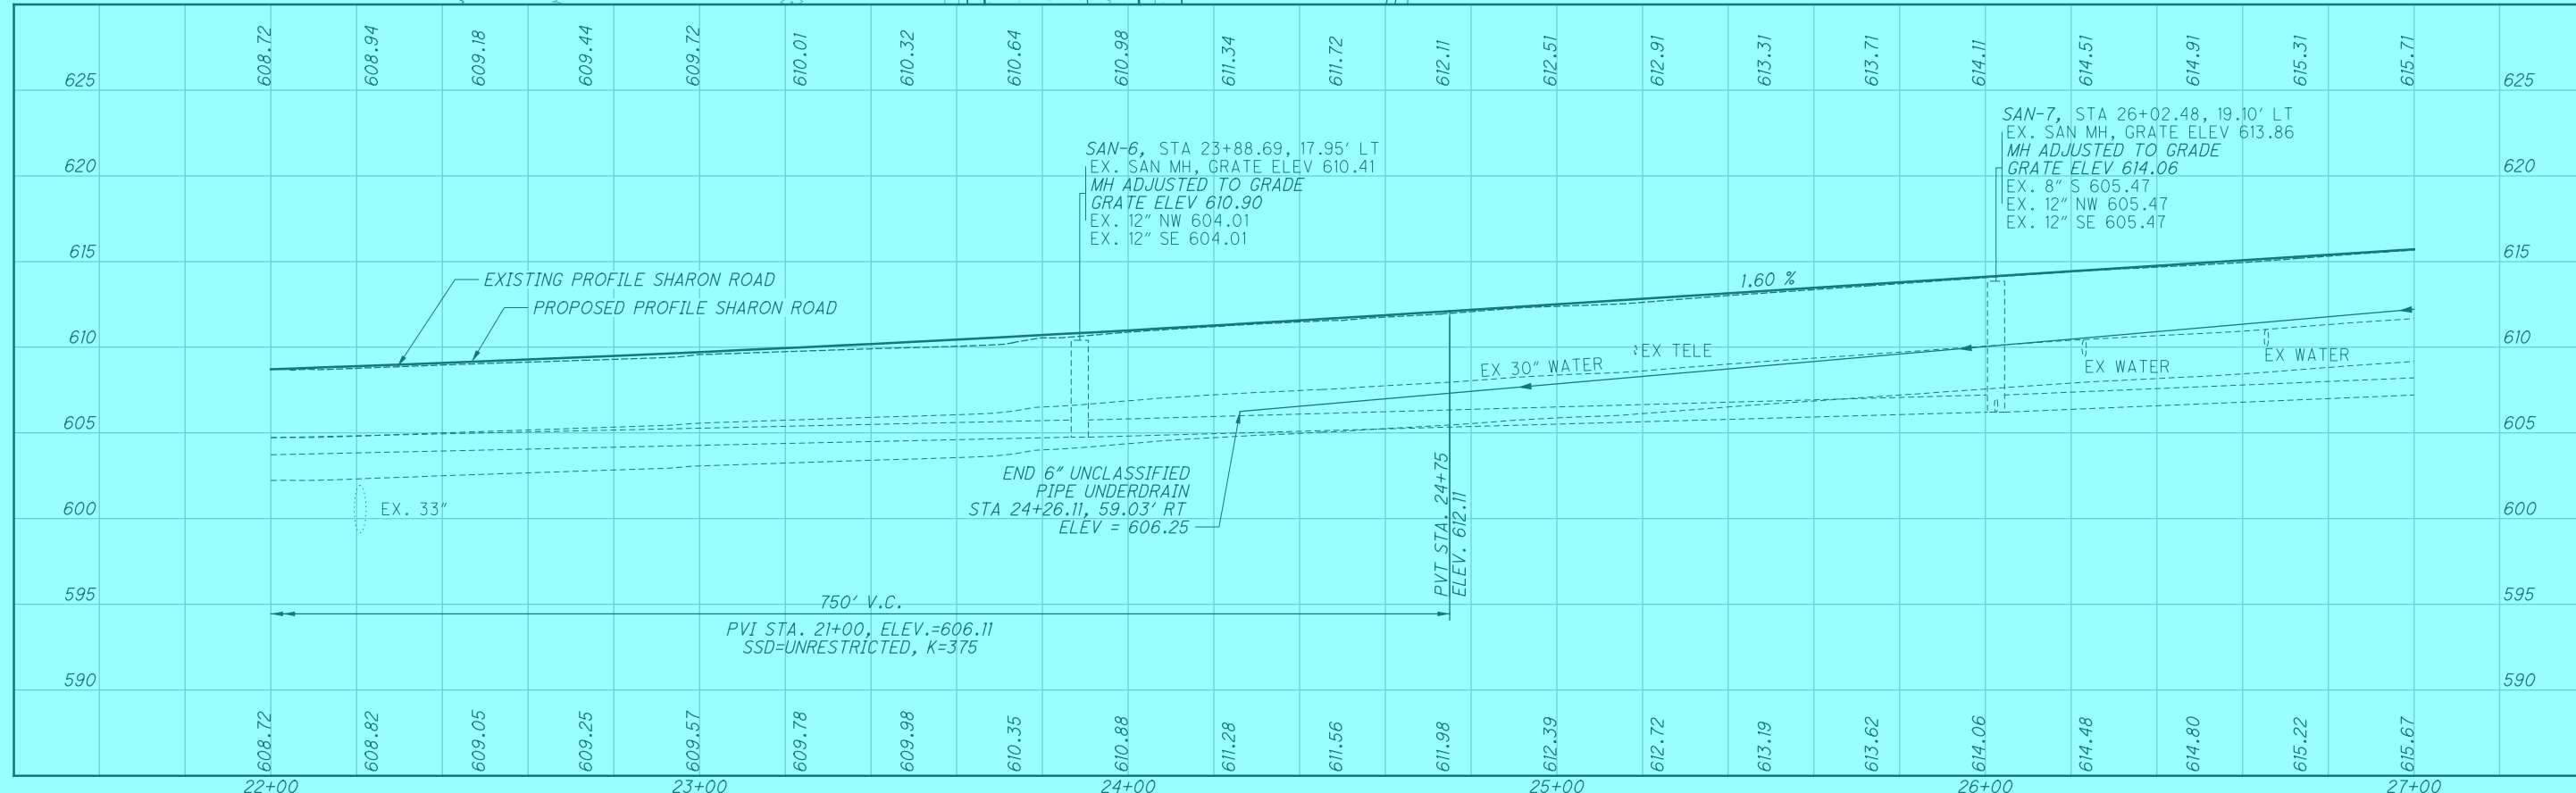 608.72 608.94 609.18 609.44 609.72 610.01 610.32 610.64 610.98 611.34 611.72 612.11 612.51 612.91 613.31 613.71 614.11 614.51 614.91 615.31 615.71
625 625
SAN-6, STA 23+88.69, 17.95' LT
EX. SAN MH, GRATE ELEV 610.41
MH ADJUSTED TO GRADE
GRATE ELEV 610.90
EX. 12" NW 604.01
EX. 12" SE 604.01
SAN-7, STA 26+02.48, 19.10' LT
EX. SAN MH, GRATE ELEV 613.86
MH ADJUSTED TO GRADE
GRATE ELEV 614.06
EX. 8" S 605.47
EX. 12" NW 605.47
EX. 12" SE 605.47
620 620
615 615
EXISTING PROFILE SHARON ROAD
PROPOSED PROFILE SHARON ROAD
1.60 %
610 610
EX 30" WATER
EX TELE
EX WATER
EX WATER
605 605
END 6" UNCLASSIFIED
PIPE UNDERDRAIN
STA 24+26.11, 59.03' RT
ELEV = 606.25
PVT STA. 24+75
ELEV. 612.11
600 600
EX. 33"
595 595
750' V.C.
PVI STA. 21+00, ELEV.=606.11
SSD=UNRESTRICTED, K=375
590 590
608.72 608.82 609.05 609.25 609.57 609.78 609.98 610.35 610.88 611.28 611.56 611.98 612.39 612.72 613.19 613.62 614.06 614.48 614.80 615.22 615.67
22+00 23+00 24+00 25+00 26+00 27+00